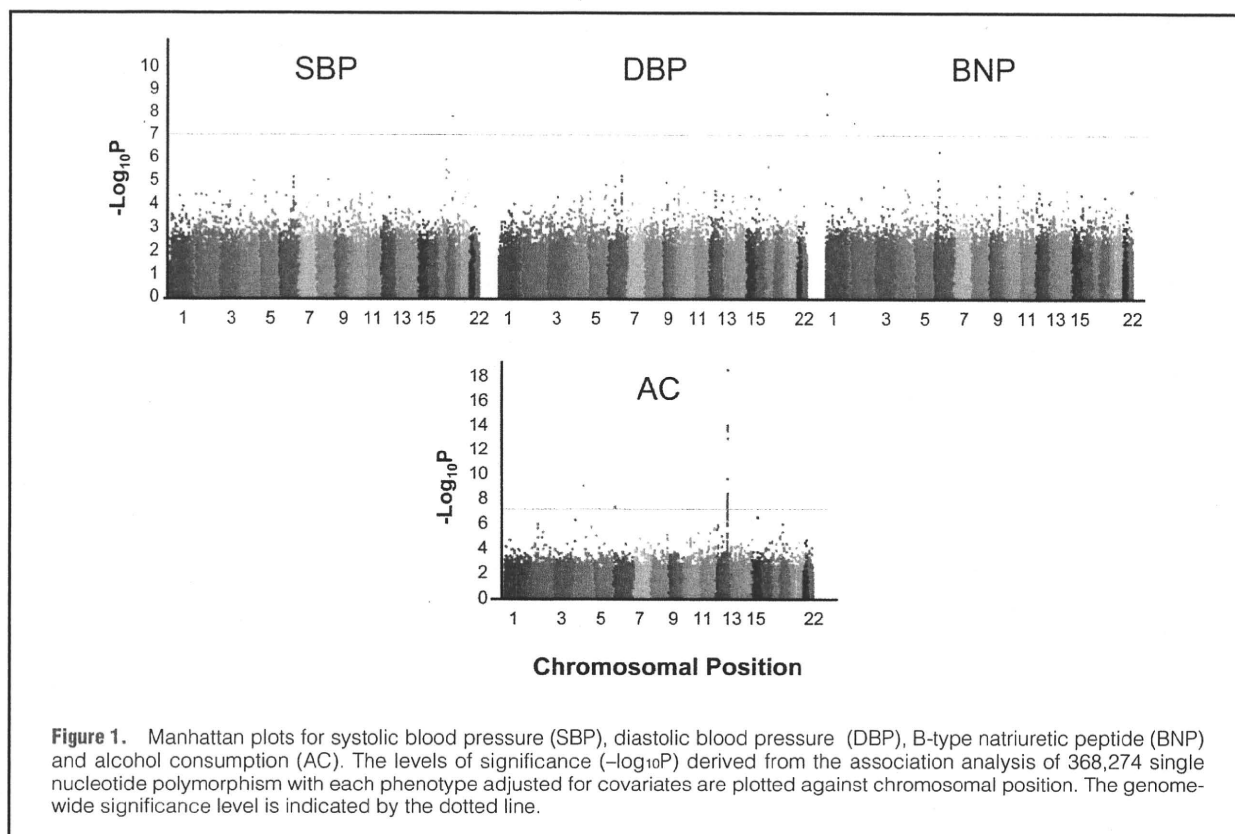 SBP
DBP
BNP
-Log₁₀P
10
9
8
7
6
5
4
3
2
1
0
1 3 5 7 9 11 13 15 22
1 3 5 7 9 11 13 15 22
1 3 5 7 9 11 13 15 22
AC
-Log₁₀P
18
16
14
12
10
8
6
4
2
0
1 3 5 7 9 11 13 15 22
Chromosomal Position
Figure 1. Manhattan plots for systolic blood pressure (SBP), diastolic blood pressure (DBP), B-type natriuretic peptide (BNP)
and alcohol consumption (AC). The levels of significance (–log₁₀P) derived from the association analysis of 368,274 single
nucleotide polymorphism with each phenotype adjusted for covariates are plotted against chromosomal position. The genome-
wide significance level is indicated by the dotted line.